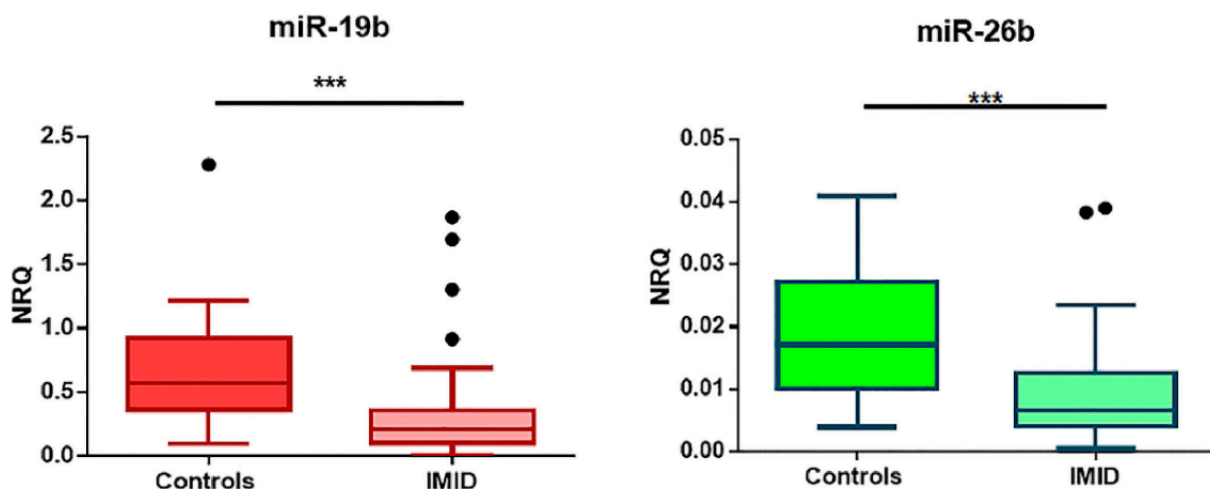 miR-19b
***
NRQ
2.5
2.0
1.5
1.0
0.5
0.0
Controls IMID
miR-26b
***
NRQ
0.05
0.04
0.03
0.02
0.01
0.00
Controls IMID